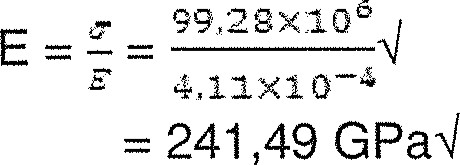 E = σ/ε = 99,28×10⁶/4,11×10⁻⁴ √
= 241,49 GPa√